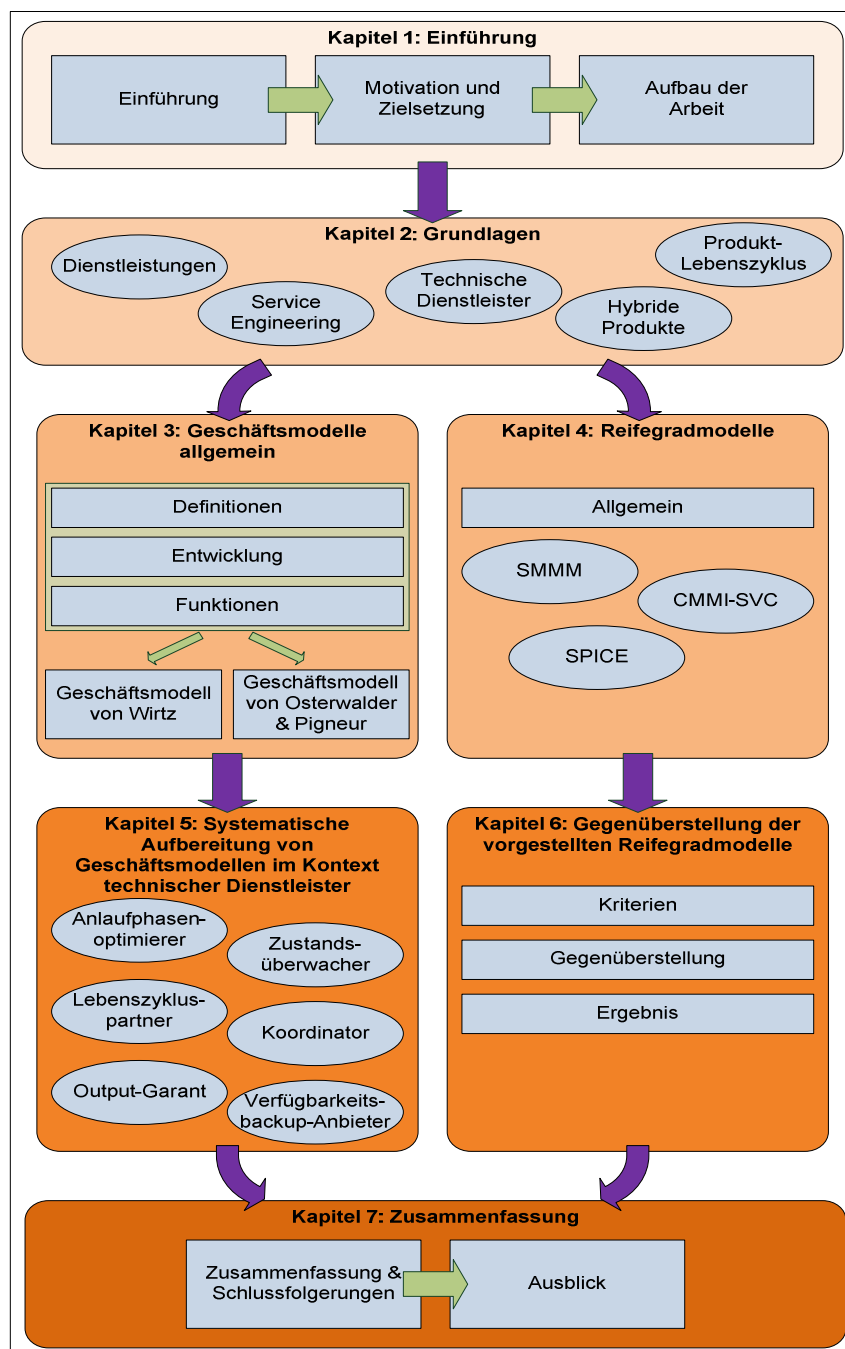 Kapitel 1: Einführung
Einführung
Motivation und
Zielsetzung
Aufbau der
Arbeit
Kapitel 2: Grundlagen
Dienstleistungen
Service
Engineering
Technische
Dienstleister
Hybride
Produkte
Produkt-
Lebenszyklus
Kapitel 3: Geschäftsmodelle
allgemein
Definitionen
Entwicklung
Funktionen
Geschäftsmodell
von Wirtz
Geschäftsmodell
von Osterwalder
& Pigneur
Kapitel 4: Reifegradmodelle
Allgemein
SMMM
CMMI-SVC
SPICE
Kapitel 5: Systematische
Aufbereitung von
Geschäftsmodellen im Kontext
technischer Dienstleister
Anlaufphasen-
optimierer
Zustands-
überwacher
Lebenszyklus-
partner
Koordinator
Output-Garant
Verfügbarkeits-
backup-Anbieter
Kapitel 6: Gegenüberstellung der
vorgestellten Reifegradmodelle
Kriterien
Gegenüberstellung
Ergebnis
Kapitel 7: Zusammenfassung
Zusammenfassung &
Schlussfolgerungen
Ausblick